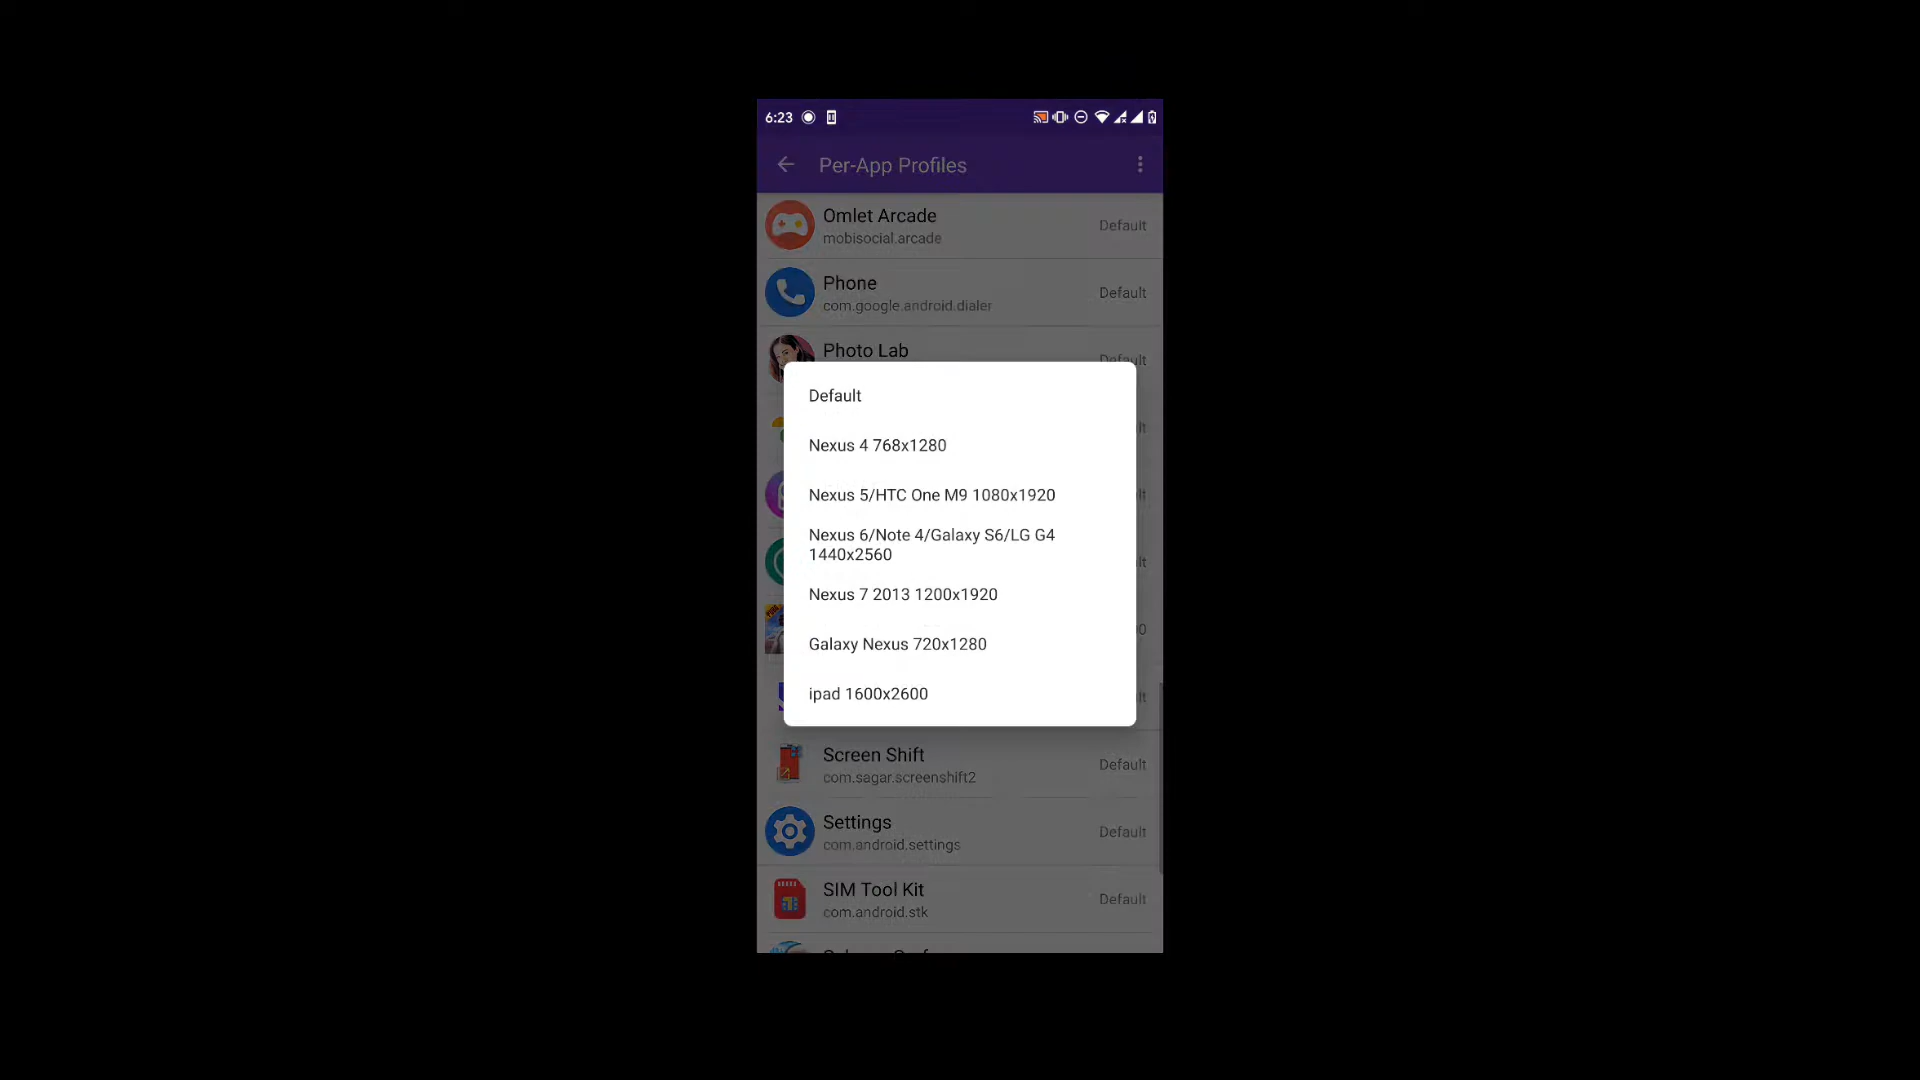 6:23
Per-App Profiles
Omlet Arcade
Default
mobisocial.arcade
Phone
Default
com.google.android.dialer
Photo Lab
Default
Default
Nexus 4 768x1280
Nexus 5/HTC One M9 1080x1920
Nexus 6/Note 4/Galaxy S6/LG G4
1440x2560
Nexus 7 2013 1200x1920
Galaxy Nexus 720x1280
ipad 1600x2600
Screen Shift
Default
com.sagar.screenshift2
Settings
Default
com.android.settings
SIM Tool Kit
Default
com.android.stk